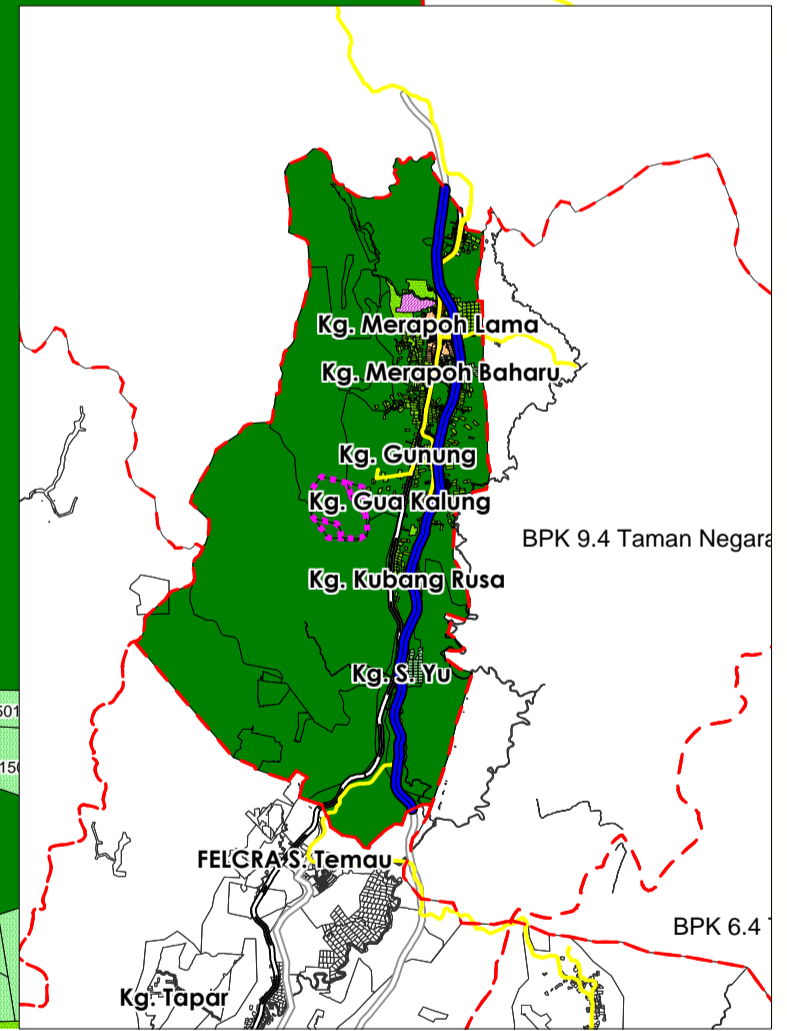 Kg. Merapoh Lama
Kg. Merapoh Baharu
Kg. Gunung
Kg. Gua Kalung
BPK 9.4 Taman Negara
Kg. Kubang Rusa
Kg. S. Yu
FELCRA S. Temau
BPK 6.4
Kg. Tapar